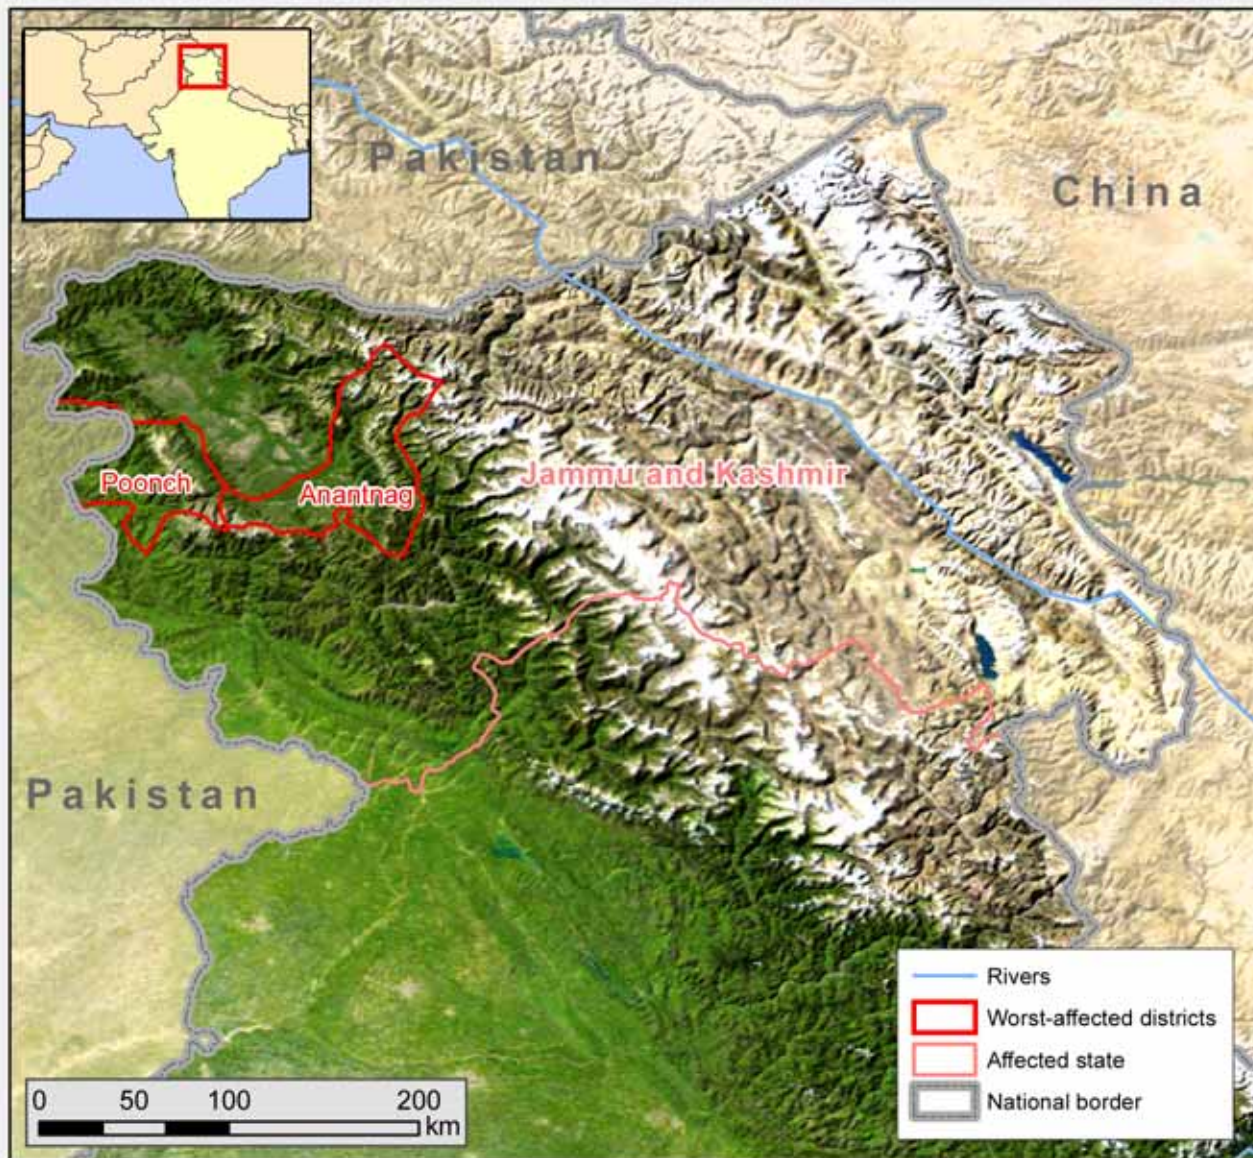 Pakistan
China
Jammu and Kashmir
Poonch
Anantnag
Pakistan
Rivers
Worst-affected districts
Affected state
National border
0 50 100 200
km